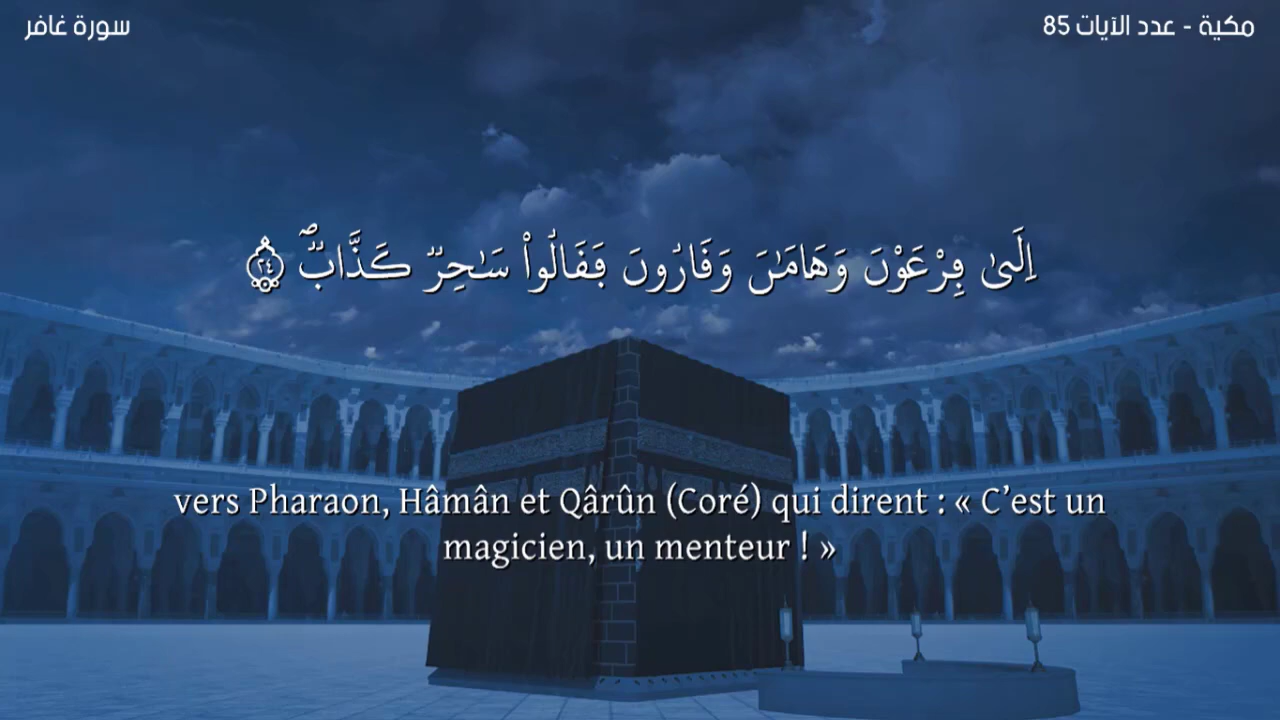 سورة غافر
مكية - عدد الآيات 85
اِلَىٰ فِرْعَوْنَ وَهَامَٰنَ وَقَارُونَ فَقَالُواْ سَٰحِرٞ كَذَّابٞۖ ٢٤
vers Pharaon, Hâmân et Qârûn (Coré) qui dirent : « C’est un
magicien, un menteur ! »